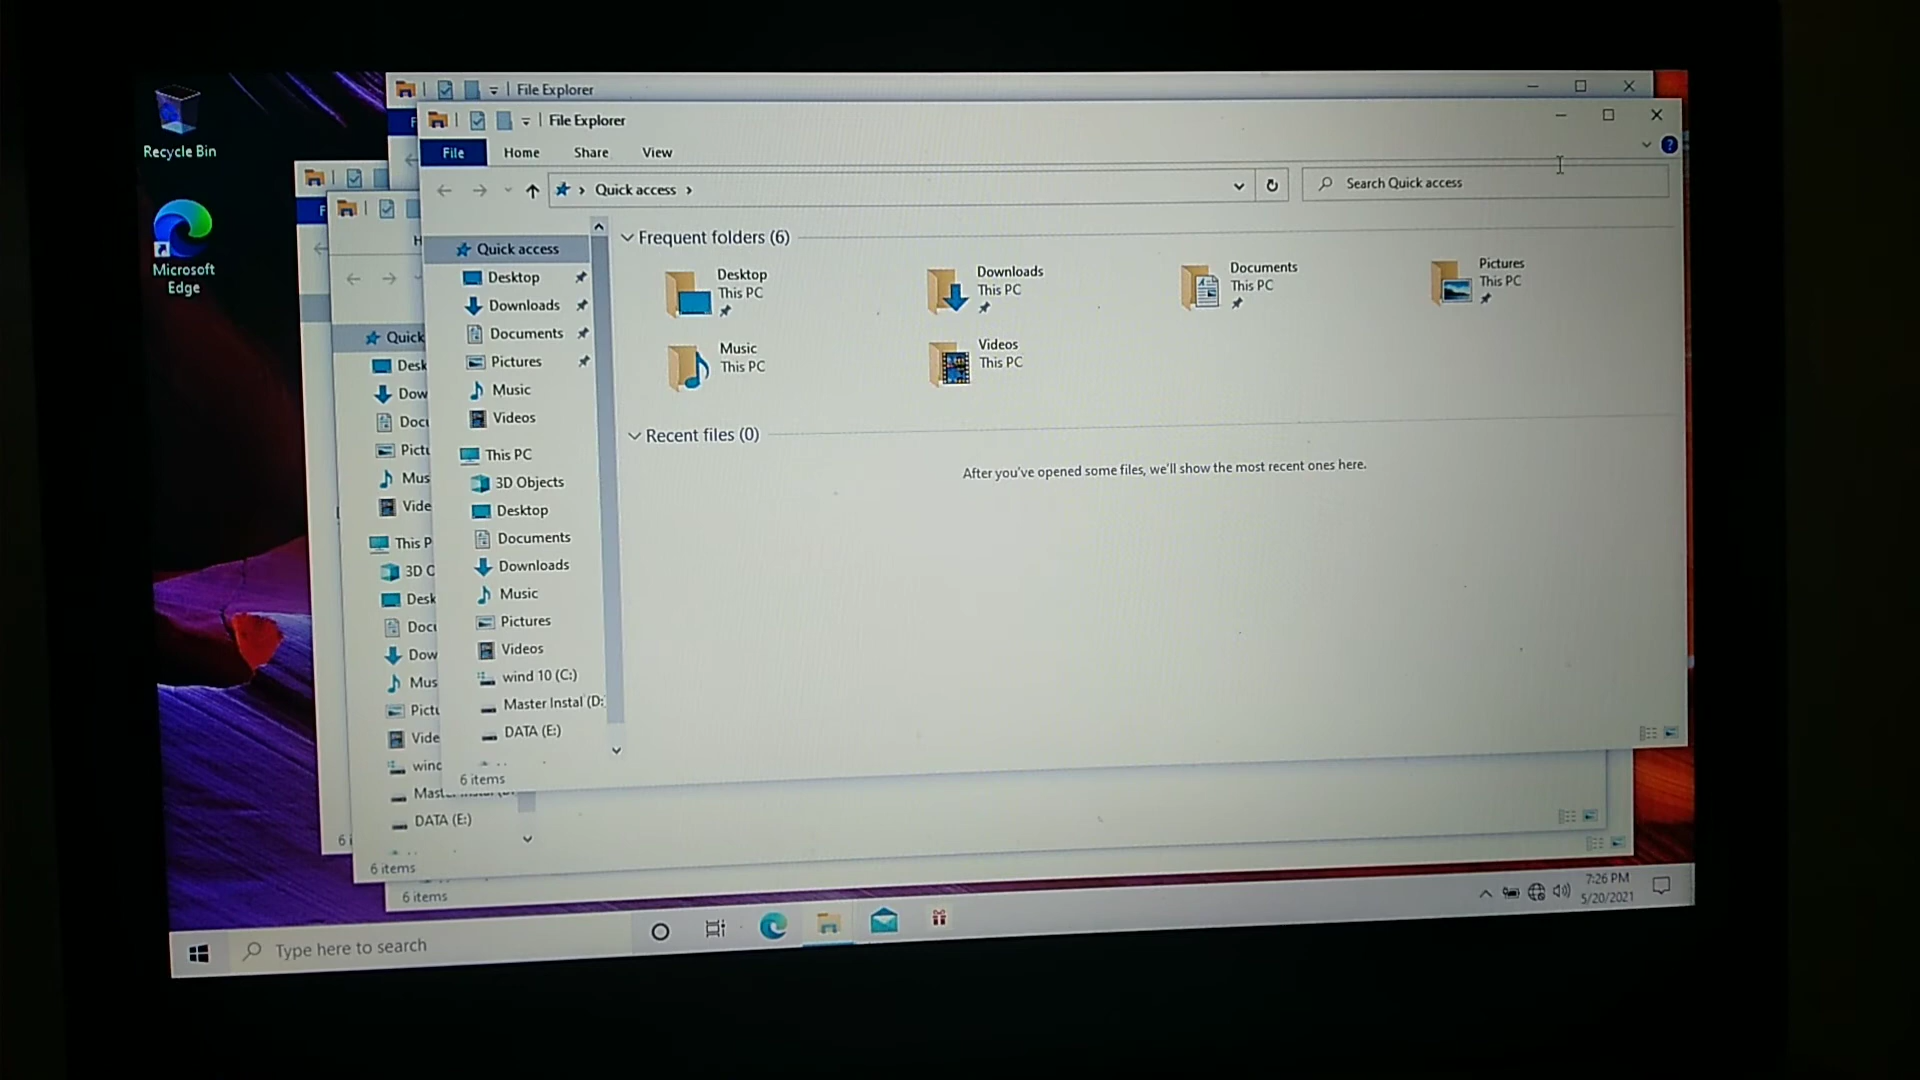 Recycle Bin
Microsoft
Edge
File Explorer
File Explorer
File
Home
Share
View
Quick access
Search Quick access
Quick access
Desktop
Downloads
Documents
Pictures
Music
Videos
This PC
3D Objects
Desktop
Documents
Downloads
Music
Pictures
Videos
wind 10 (C:)
Master Instal (D:
DATA (E:)
6 items
Frequent folders (6)
Desktop
This PC
Downloads
This PC
Documents
This PC
Pictures
This PC
Music
This PC
Videos
This PC
Recent files (0)
After you've opened some files, we'll show the most recent ones here.
F
F
H
Quick
Desk
Dow
Docu
Pictu
Mus
Vide
This P
3D O
Desk
Docu
Dow
Mus
Pictu
Vide
wind
Mast
DATA (E:)
6 i
6 items
6 items
Type here to search
7:26 PM
5/20/2021